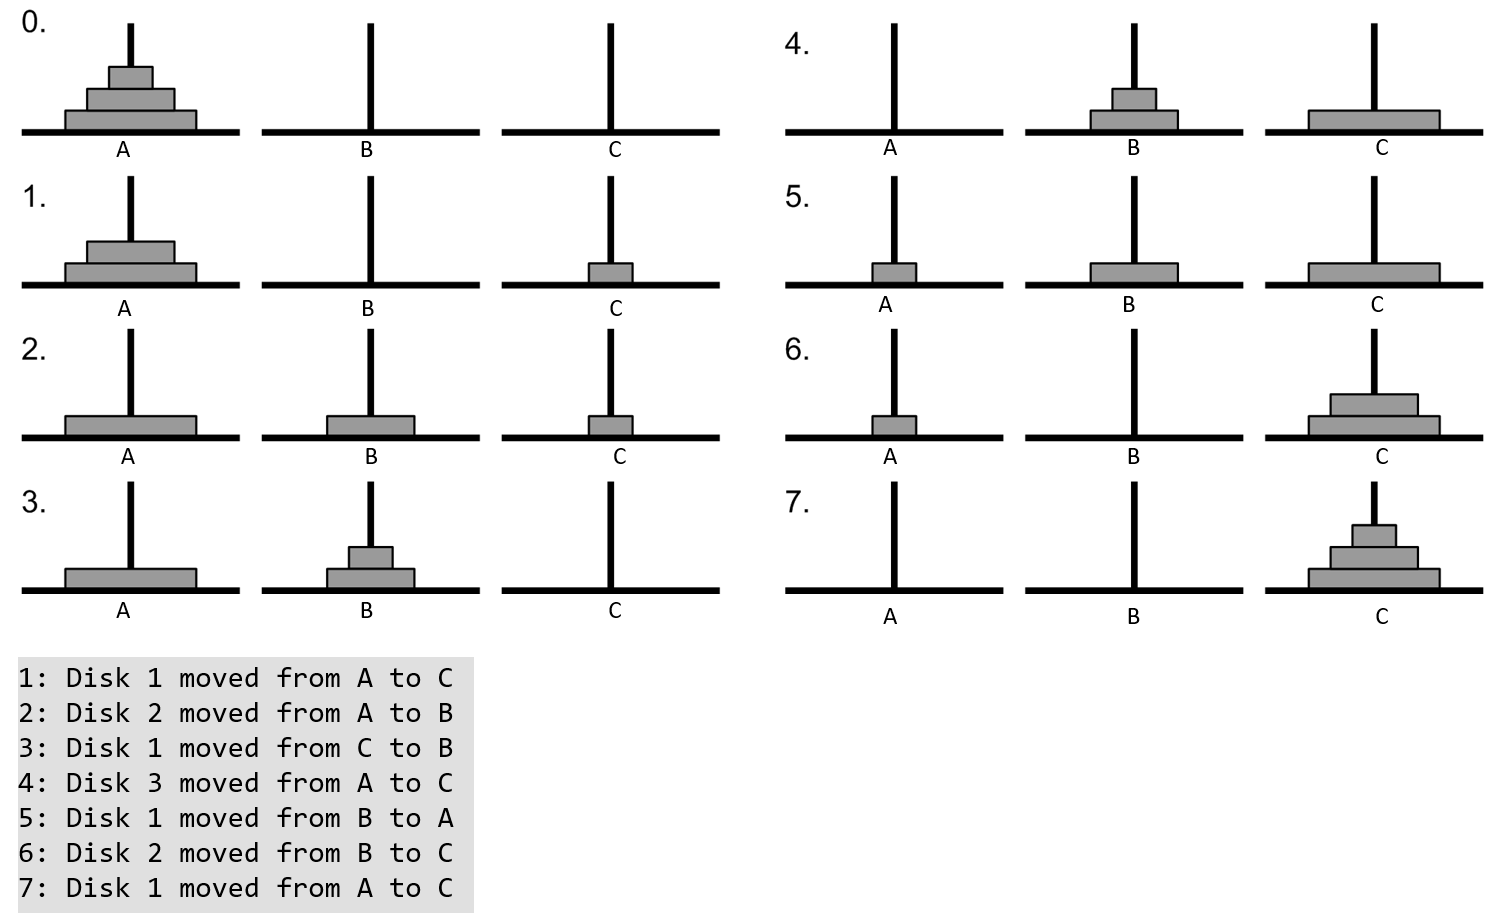 0.
A B C
1.
A B C
2.
A B C
3.
A B C
4.
A B C
5.
A B C
6.
A B C
7.
A B C
1: Disk 1 moved from A to C
2: Disk 2 moved from A to B
3: Disk 1 moved from C to B
4: Disk 3 moved from A to C
5: Disk 1 moved from B to A
6: Disk 2 moved from B to C
7: Disk 1 moved from A to C